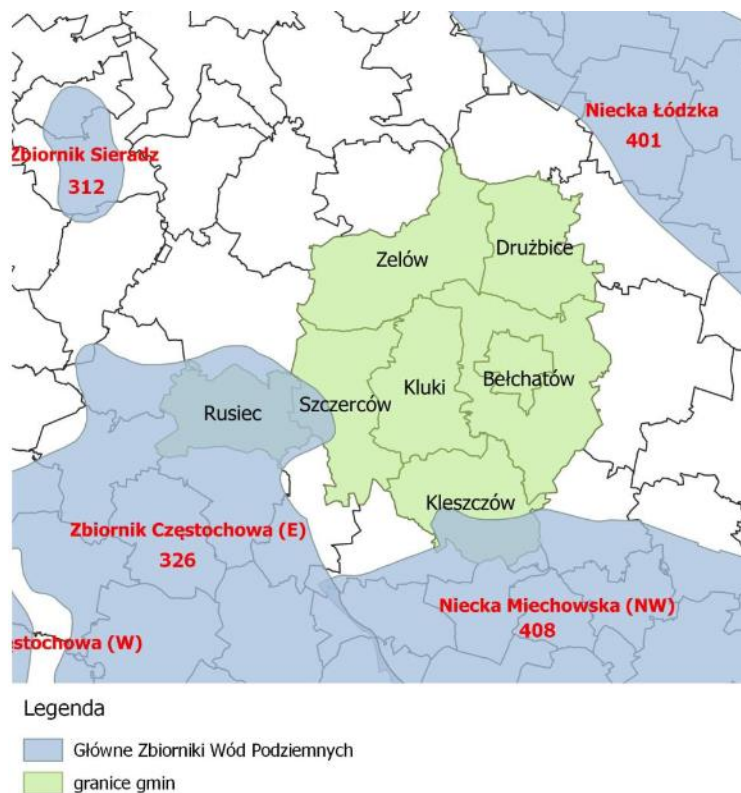 Niecka Łódzka
401
Zbiornik Sieradz
312
Zelów
Drużbice
Rusiec
Szczerców
Kluki
Bełchatów
Kleszczów
Zbiornik Częstochowa (E)
326
Niecka Miechowska (NW)
408
estochowa (W)
Legenda
Główne Zbiorniki Wód Podziemnych
granice gmin